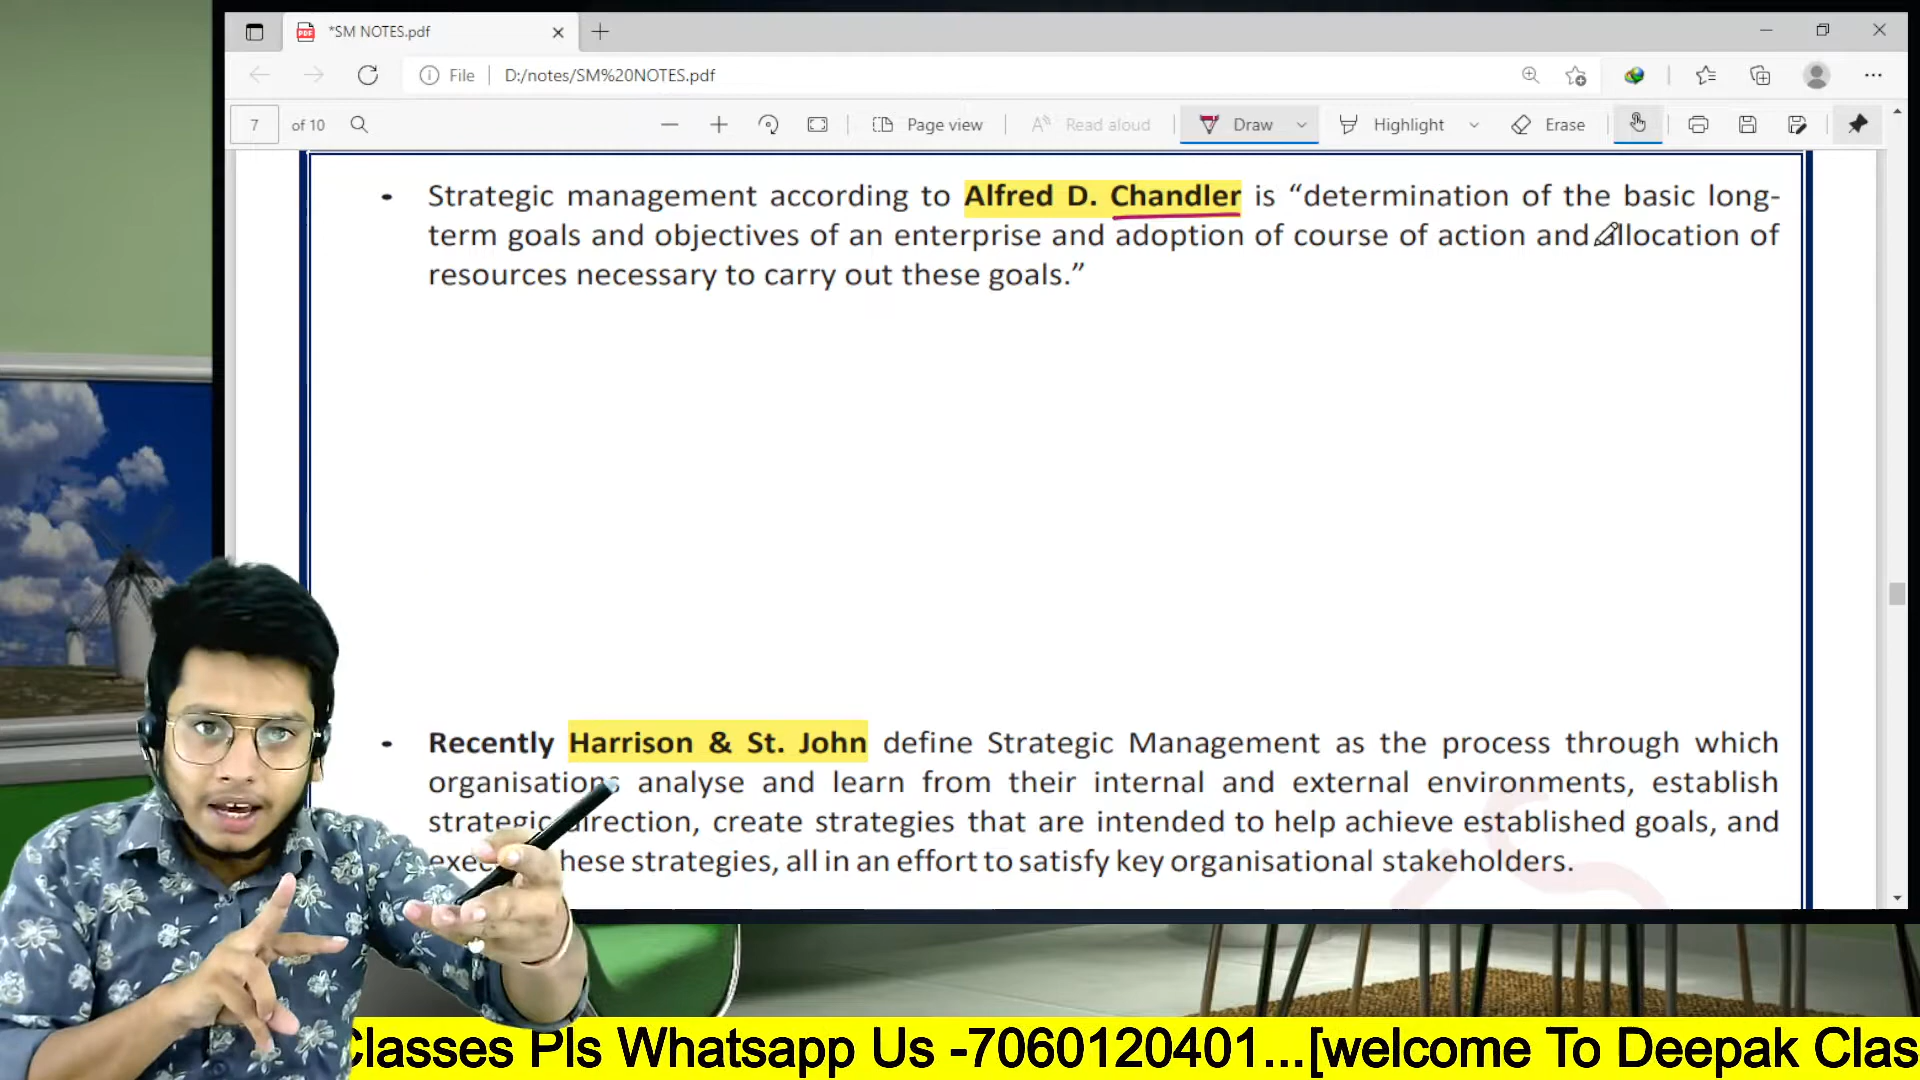 *SM NOTES.pdf
File
D:/notes/SM%20NOTES.pdf
7 of 10
Page view
Read aloud
Draw
Highlight
Erase
• Strategic management according to Alfred D. Chandler is “determination of the basic long-
term goals and objectives of an enterprise and adoption of course of action and allocation of
resources necessary to carry out these goals.”
• Recently Harrison & St. John define Strategic Management as the process through which
organisations analyse and learn from their internal and external environments, establish
strategic direction, create strategies that are intended to help achieve established goals, and
these strategies, all in an effort to satisfy key organisational stakeholders.
Classes Pls Whatsapp Us -7060120401...[welcome To Deepak Clas